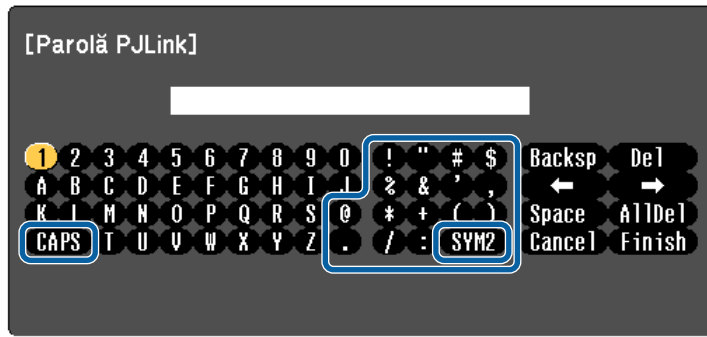 [Parolă PJLink]
1 2 3 4 5 6 7 8 9 0 ! " # $ Backsp Del
A B C D E F G H I J % & ' , ← →
K L M N O P Q R S @ * + ( ) Space AllDel
CAPS T U V W X Y Z . / : SYM2 Cancel Finish